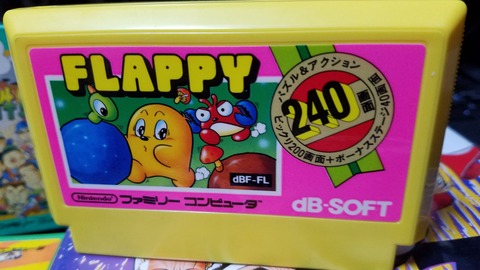 FLAPPY
パズル&アクション
240
画面
ビックリ200画面+ボーナスステージ40画面
dBF-FL
Nintendo
ファミリー コンピュータ
dB-SOFT